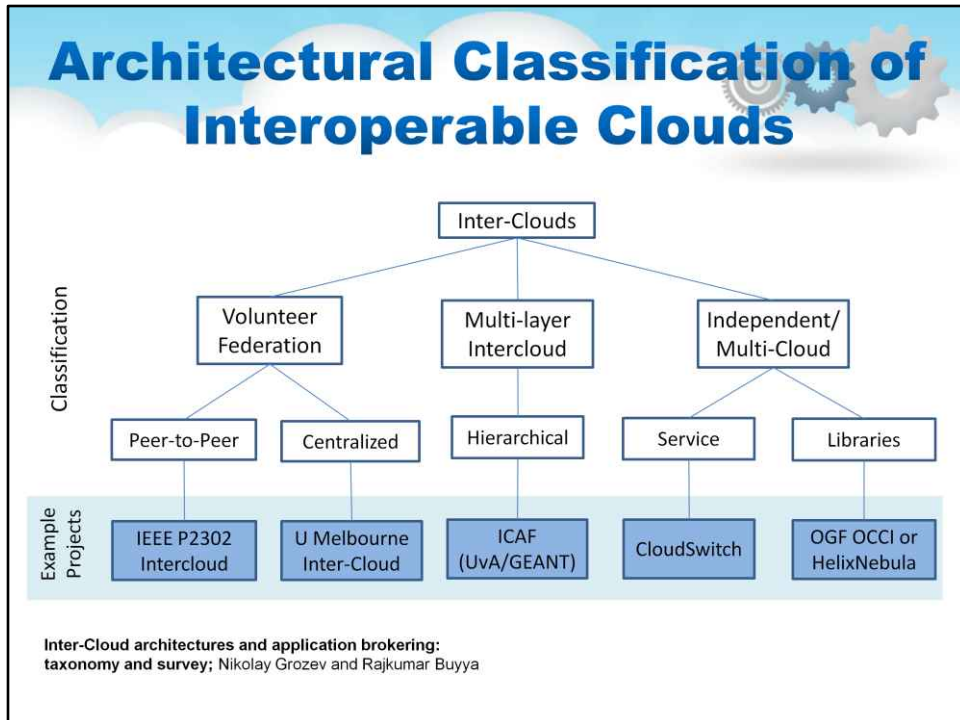 Architectural Classification of
Interoperable Clouds
Inter-Clouds
Classification
Volunteer
Federation
Multi-layer
Intercloud
Independent/
Multi-Cloud
Peer-to-Peer
Centralized
Hierarchical
Service
Libraries
Example
Projects
IEEE P2302
Intercloud
U Melbourne
Inter-Cloud
ICAF
(UvA/GEANT)
CloudSwitch
OGF OCCI or
HelixNebula
Inter-Cloud architectures and application brokering:
taxonomy and survey; Nikolay Grozev and Rajkumar Buyya